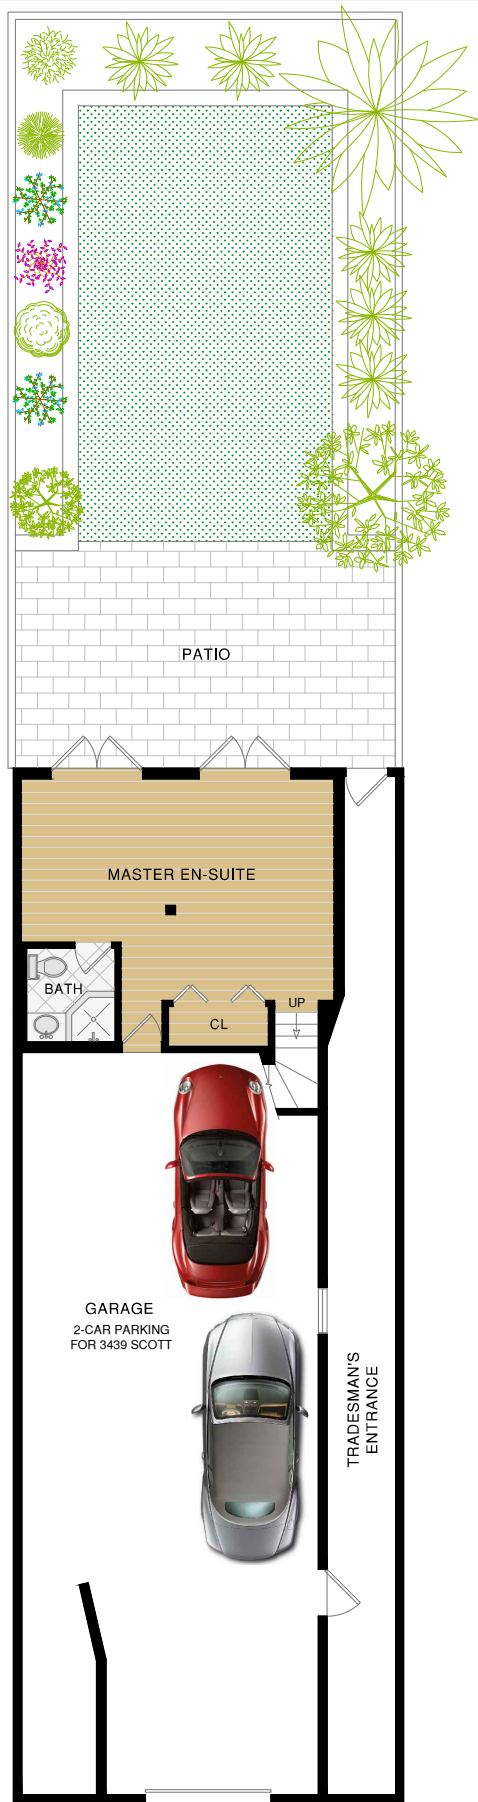 PATIO
MASTER EN-SUITE
BATH
UP
CL
GARAGE
2-CAR PARKING
FOR 3439 SCOTT
TRADESMAN'S
ENTRANCE